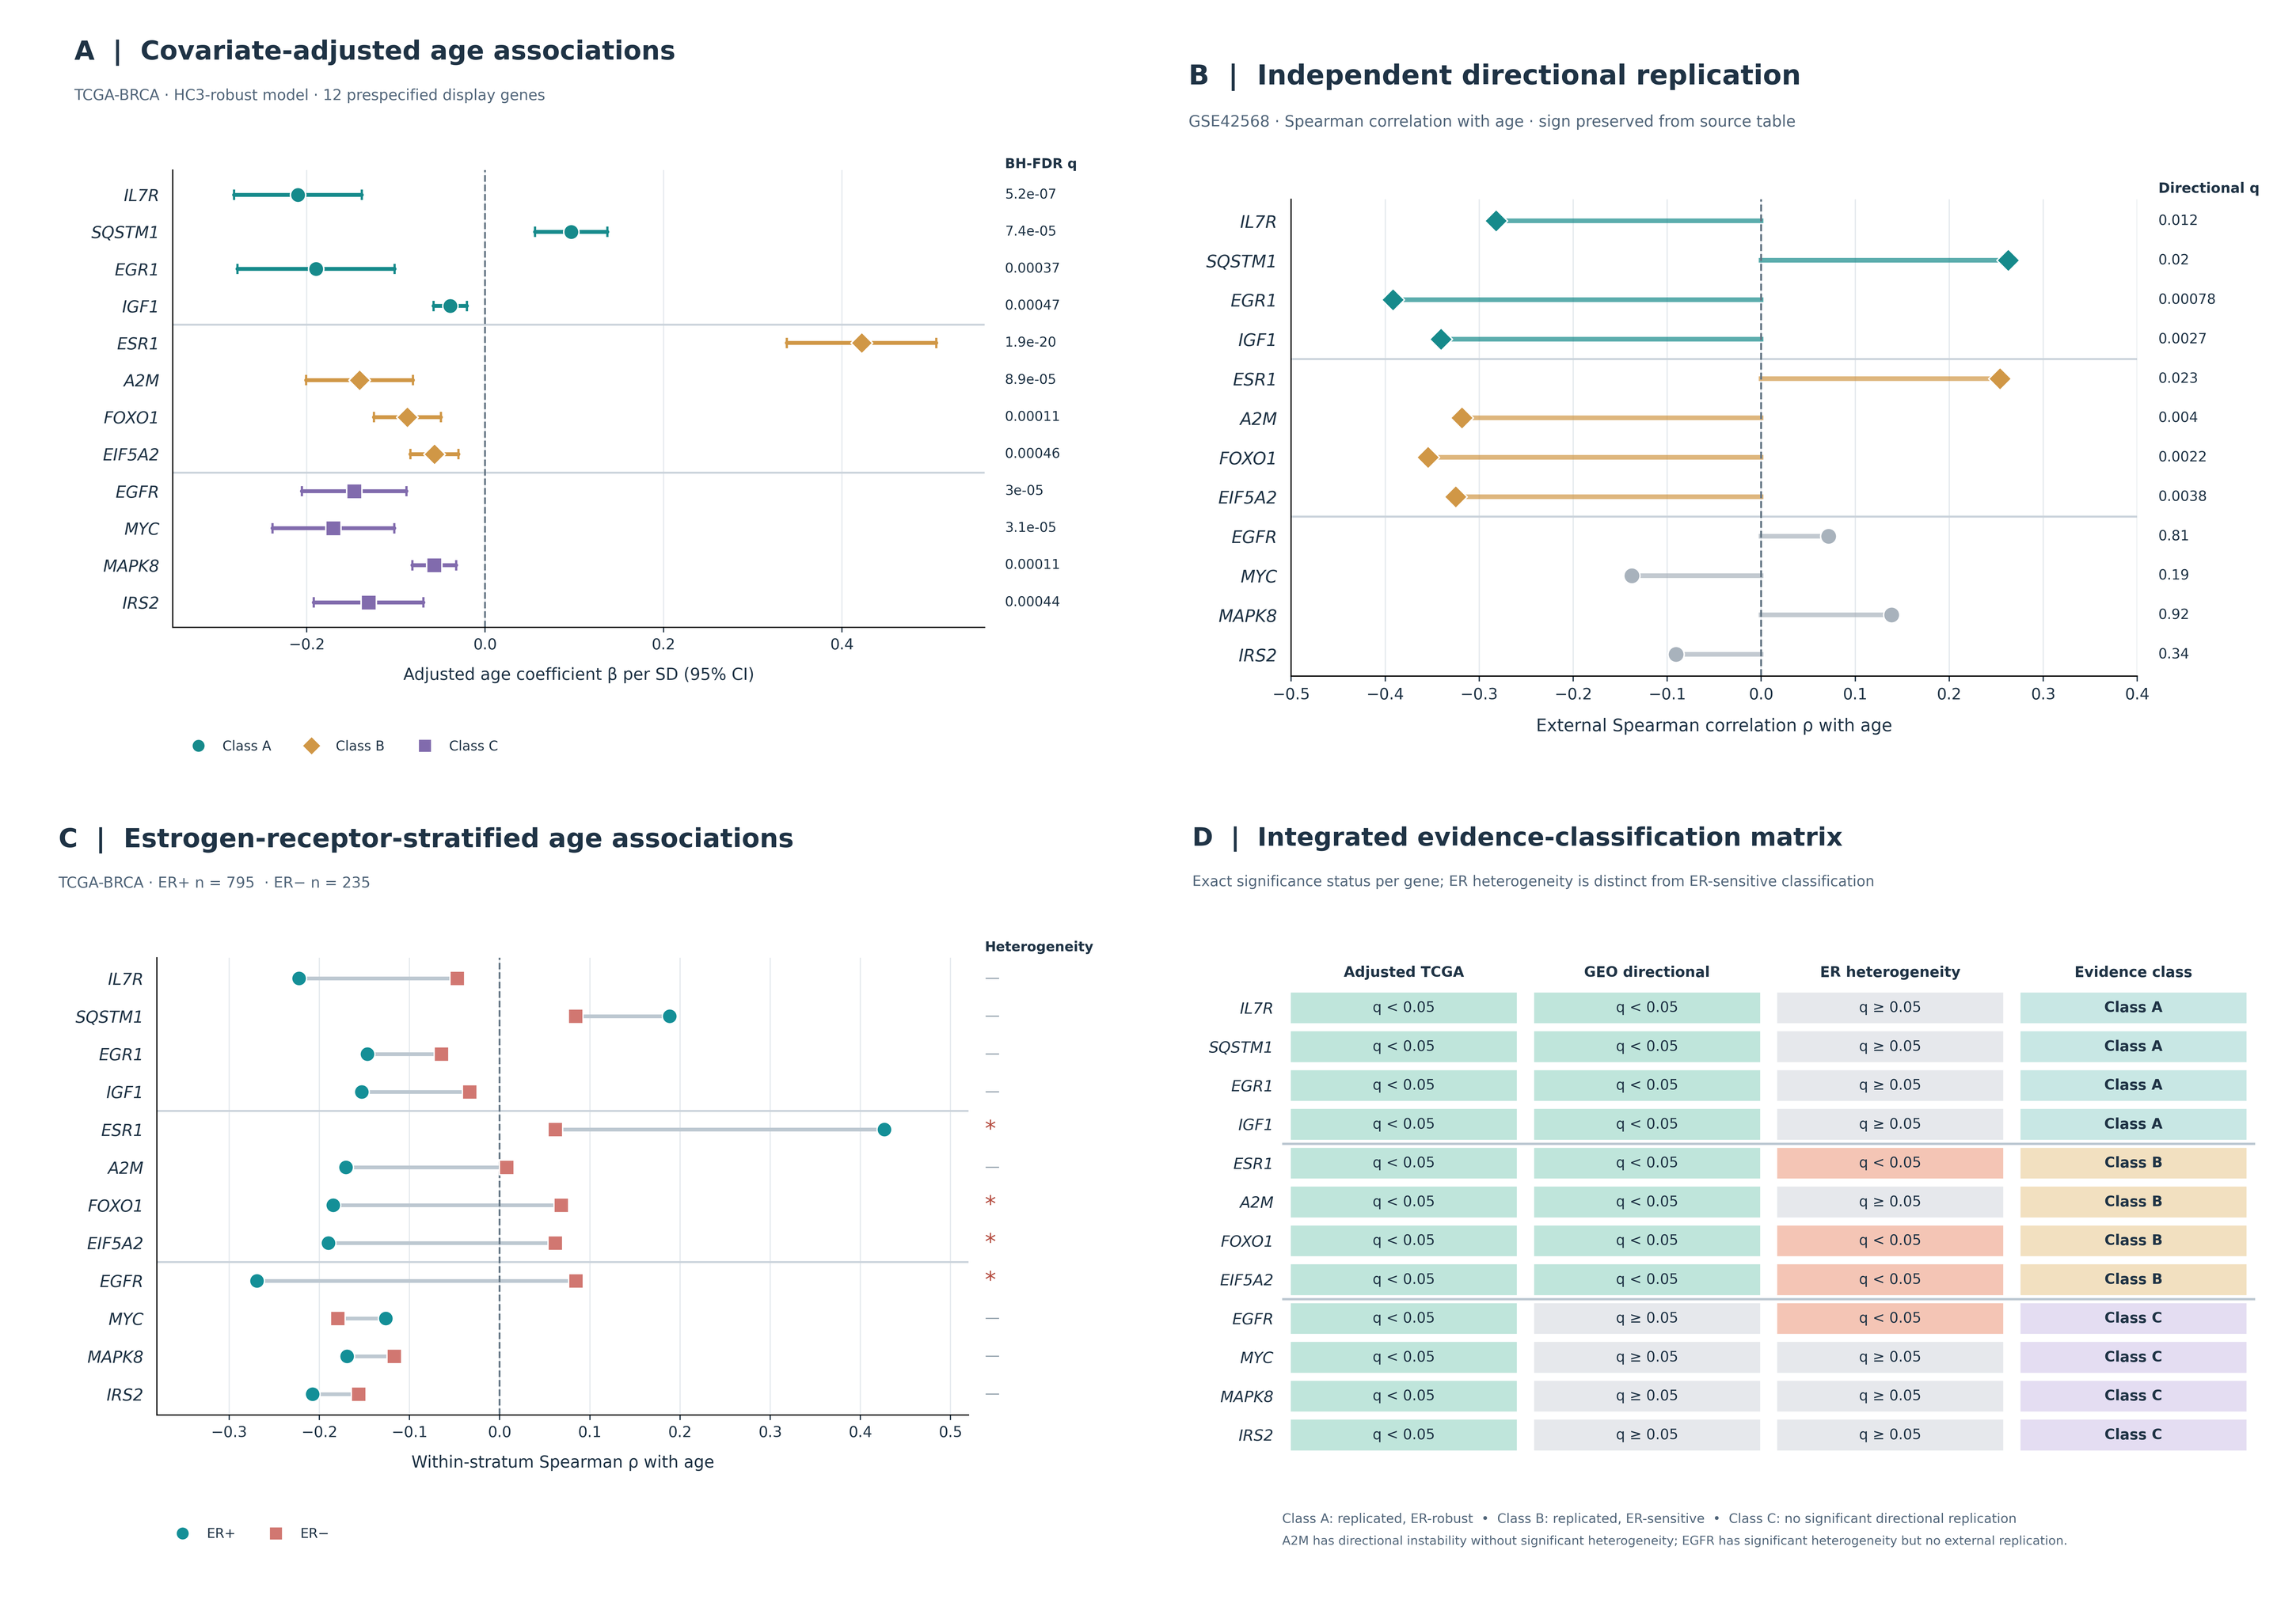 A | Covariate-adjusted age associations
TCGA-BRCA · HC3-robust model · 12 prespecified display genes
BH-FDR q
IL7R 5.2e-07
SQSTM1 7.4e-05
EGR1 0.00037
IGF1 0.00047
ESR1 1.9e-20
A2M 8.9e-05
FOXO1 0.00011
EIF5A2 0.00046
EGFR 3e-05
MYC 3.1e-05
MAPK8 0.00011
IRS2 0.00044
−0.2 0.0 0.2 0.4
Adjusted age coefficient β per SD (95% CI)
Class A Class B Class C
B | Independent directional replication
GSE42568 · Spearman correlation with age · sign preserved from source table
Directional q
IL7R 0.012
SQSTM1 0.02
EGR1 0.00078
IGF1 0.0027
ESR1 0.023
A2M 0.004
FOXO1 0.0022
EIF5A2 0.0038
EGFR 0.81
MYC 0.19
MAPK8 0.92
IRS2 0.34
−0.5 −0.4 −0.3 −0.2 −0.1 0.0 0.1 0.2 0.3 0.4
External Spearman correlation ρ with age
C | Estrogen-receptor-stratified age associations
TCGA-BRCA · ER+ n = 795 · ER− n = 235
Heterogeneity
IL7R —
SQSTM1 —
EGR1 —
IGF1 —
ESR1 *
A2M —
FOXO1 *
EIF5A2 *
EGFR *
MYC —
MAPK8 —
IRS2 —
−0.3 −0.2 −0.1 0.0 0.1 0.2 0.3 0.4 0.5
Within-stratum Spearman ρ with age
ER+ ER−
D | Integrated evidence-classification matrix
Exact significance status per gene; ER heterogeneity is distinct from ER-sensitive classification
Adjusted TCGA GEO directional ER heterogeneity Evidence class
IL7R q < 0.05 q < 0.05 q ≥ 0.05 Class A
SQSTM1 q < 0.05 q < 0.05 q ≥ 0.05 Class A
EGR1 q < 0.05 q < 0.05 q ≥ 0.05 Class A
IGF1 q < 0.05 q < 0.05 q ≥ 0.05 Class A
ESR1 q < 0.05 q < 0.05 q < 0.05 Class B
A2M q < 0.05 q < 0.05 q ≥ 0.05 Class B
FOXO1 q < 0.05 q < 0.05 q < 0.05 Class B
EIF5A2 q < 0.05 q < 0.05 q < 0.05 Class B
EGFR q < 0.05 q ≥ 0.05 q < 0.05 Class C
MYC q < 0.05 q ≥ 0.05 q ≥ 0.05 Class C
MAPK8 q < 0.05 q ≥ 0.05 q ≥ 0.05 Class C
IRS2 q < 0.05 q ≥ 0.05 q ≥ 0.05 Class C
Class A: replicated, ER-robust • Class B: replicated, ER-sensitive • Class C: no significant directional replication
A2M has directional instability without significant heterogeneity; EGFR has significant heterogeneity but no external replication.